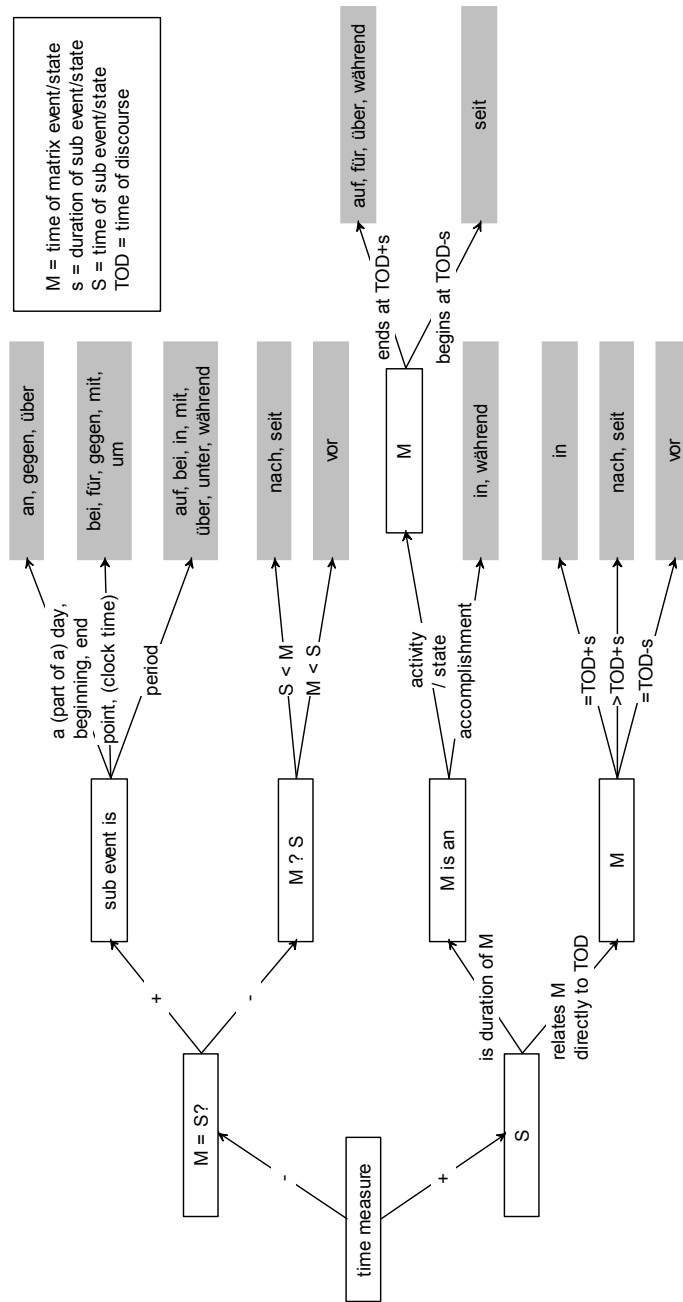 M = time of matrix event/state
s = duration of sub event/state
S = time of sub event/state
TOD = time of discourse
time measure
-
+
M = S?
+
-
sub event is
a (part of a) day,
beginning, end
point, (clock time)
period
an, gegen, über
bei, für, gegen, mit,
um
auf, bei, in, mit,
über, unter, während
M ? S
S < M
M < S
nach, seit
vor
S
is duration of M
relates M
directly to TOD
M is an
activity
/ state
accomplishment
M
ends at TOD+s
begins at TOD-s
auf, für, über, während
seit
in, während
M
=TOD+s
>TOD+s
=TOD-s
in
nach, seit
vor